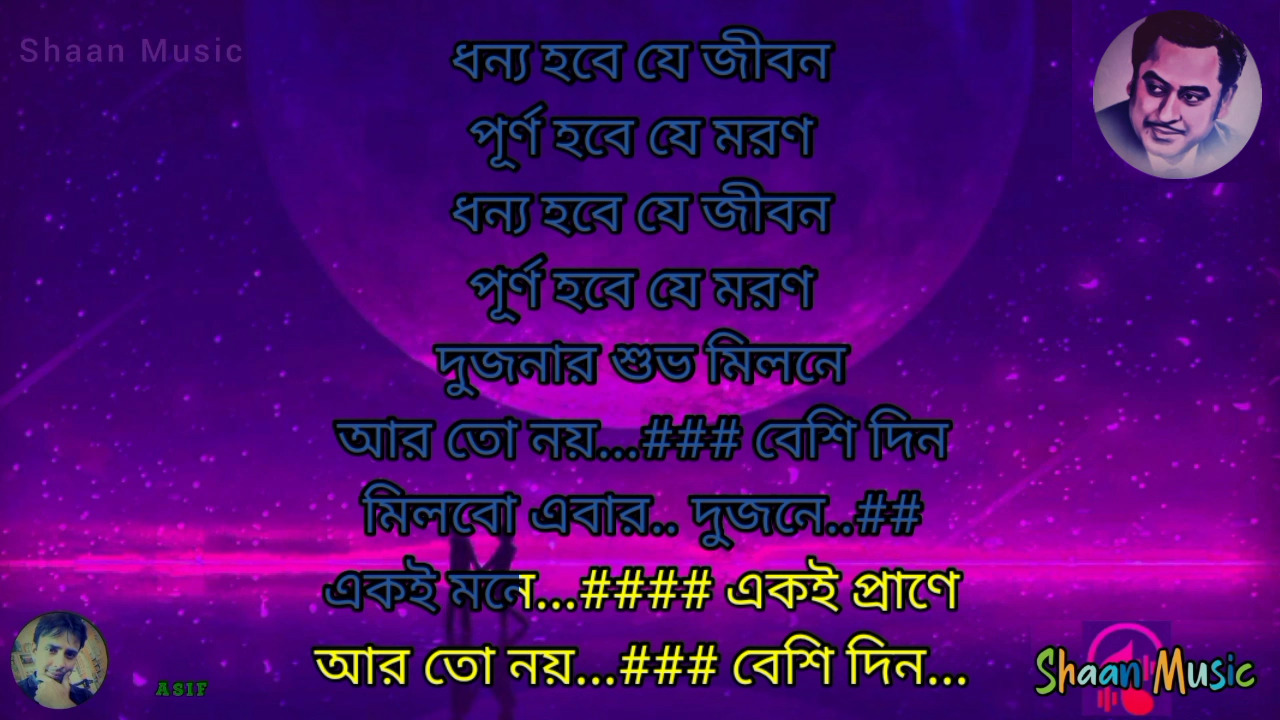 Shaan Music
ধন্য হবে যে জীবন
পূর্ণ হবে যে মরণ
ধন্য হবে যে জীবন
পূর্ণ হবে যে মরণ
দুজনার শুভ মিলনে
আর তো নয়...### বেশি দিন
মিলবো এবার.. দুজনে..##
একই মনে...#### একই প্রাণে
আর তো নয়...### বেশি দিন...
ASIF
Shaan Music